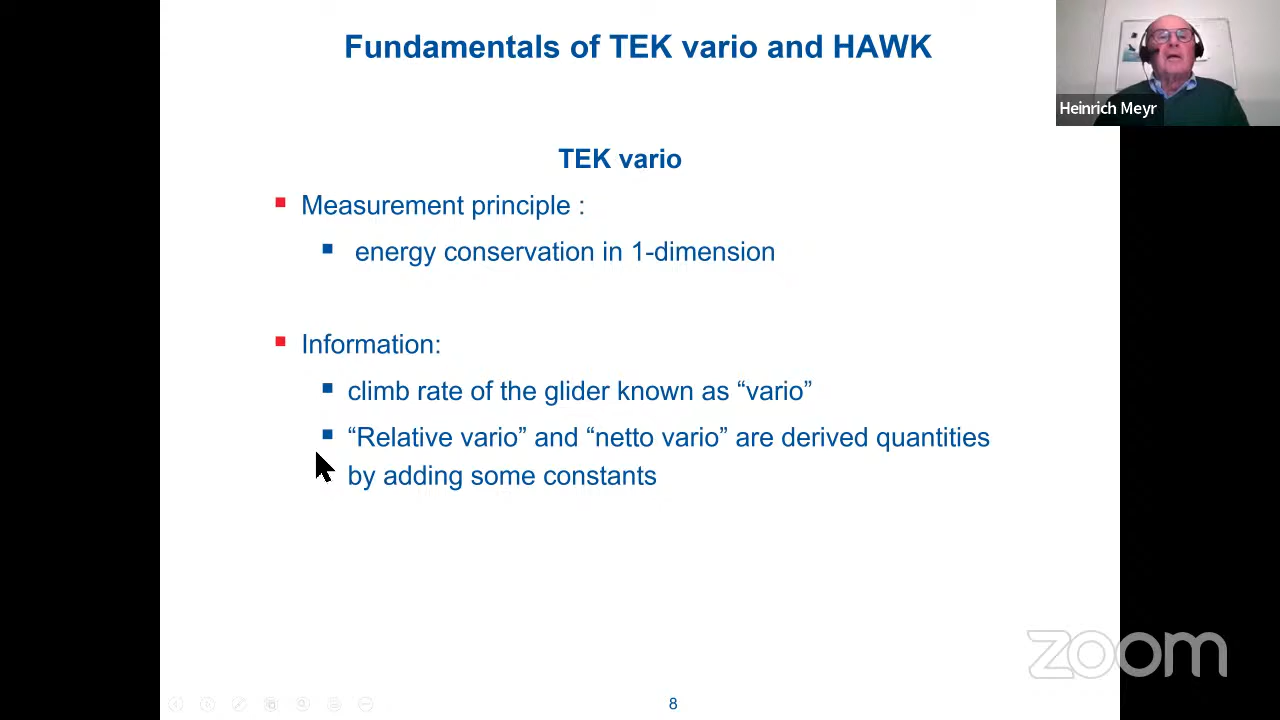 Fundamentals of TEK vario and HAWK
Heinrich Meyr
TEK vario
Measurement principle :
energy conservation in 1-dimension
Information:
climb rate of the glider known as “vario”
“Relative vario” and “netto vario” are derived quantities
by adding some constants
zoom
8